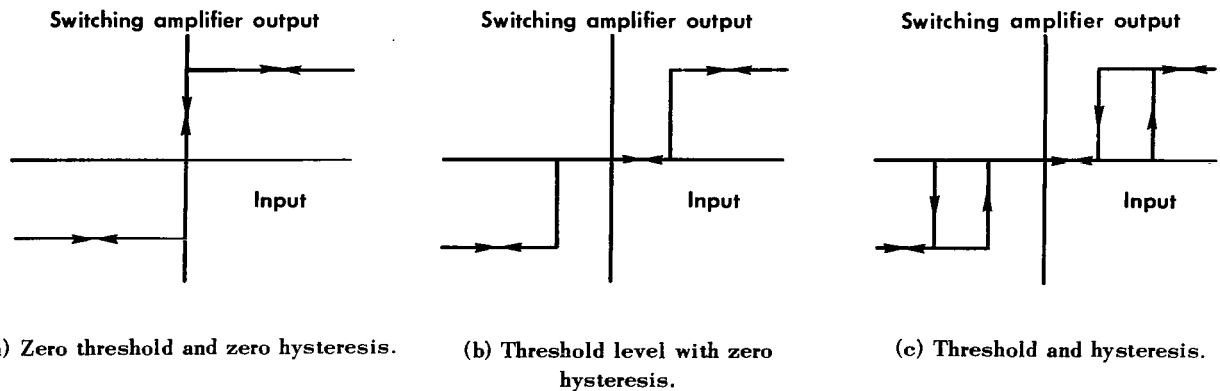 Switching amplifier output
Switching amplifier output
Switching amplifier output
Input
Input
Input
) Zero threshold and zero hysteresis.
(b) Threshold level with zero
hysteresis.
(c) Threshold and hysteresis.